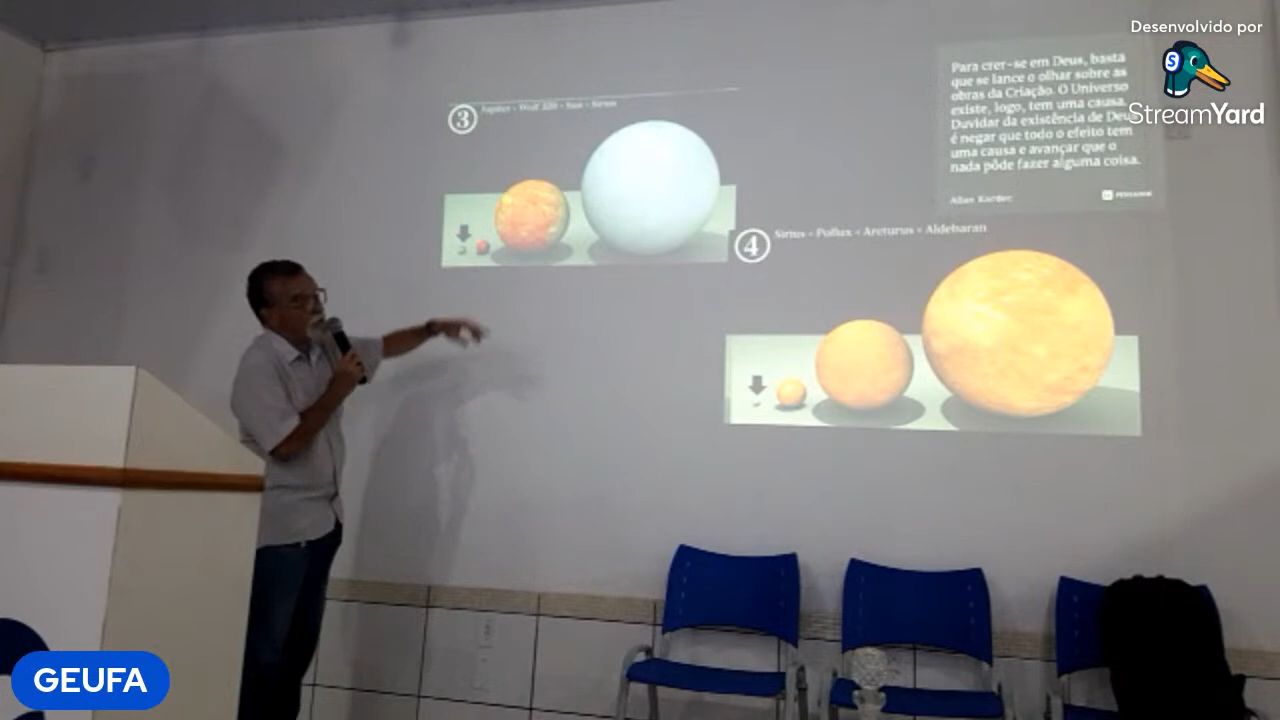 Desenvolvido por
StreamYard
Para crer-se em Deus, basta
que se lance o olhar sobre as
obras da Criação. O Universo
existe, logo, tem uma causa.
Duvidar da existência de Deus
é negar que todo o efeito tem
uma causa e avançar que o
nada pôde fazer alguma coisa.
Allan Kardec
PENSADOR
3
Jupiter < Wolf 359 < Sun < Sirius
4
Sirius < Pollux < Arcturus < Aldebaran
GEUFA